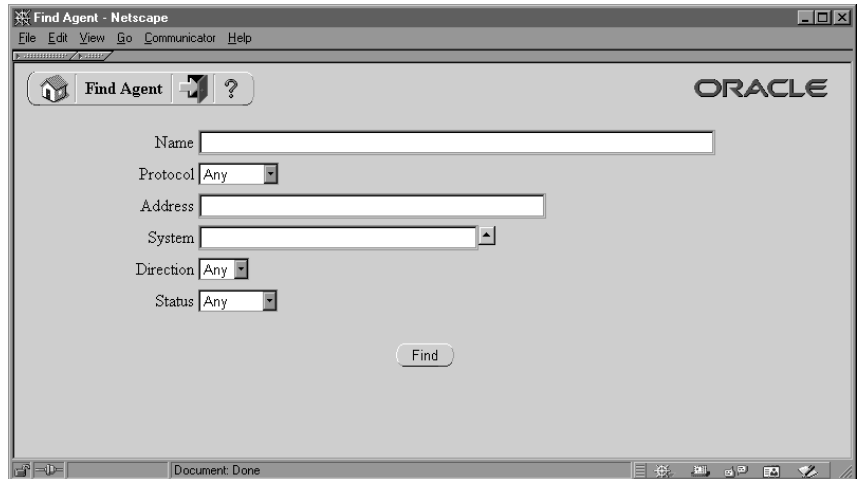 Find Agent - Netscape
File Edit View Go Communicator Help
Find Agent ?
ORACLE
Name
Protocol Any
Address
System
Direction Any
Status Any
Find
Document: Done